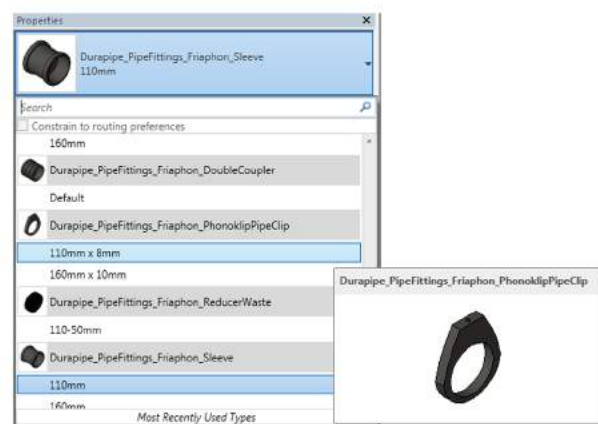 Properties
Durapipe_PipeFittings_Friaphon_Sleeve
110mm
Search
Constrain to routing preferences
160mm
Durapipe_PipeFittings_Friaphon_DoubleCoupler
Default
Durapipe_PipeFittings_Friaphon_PhonoklipPipeClip
110mm x 8mm
160mm x 10mm
Durapipe_PipeFittings_Friaphon_PhonoklipPipeClip
Durapipe_PipeFittings_Friaphon_ReducerWaste
110-50mm
Durapipe_PipeFittings_Friaphon_Sleeve
110mm
160mm
Most Recently Used Types